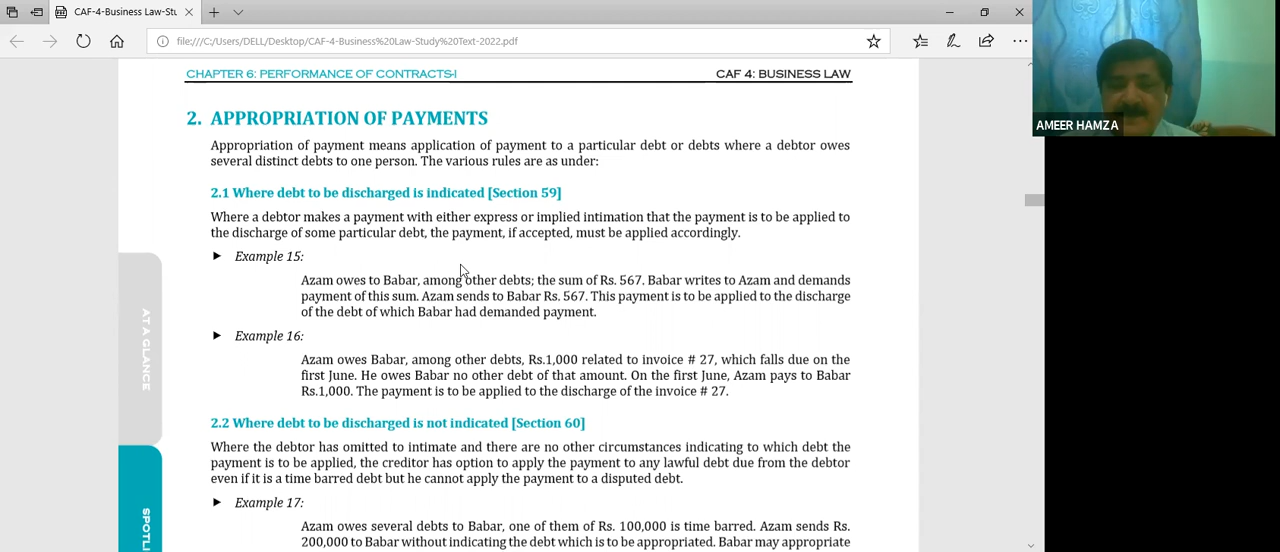 CAF-4-Business Law-Stu
file:///C:/Users/DELL/Desktop/CAF-4-Business%20Law-Study%20Text-2022.pdf
AMEER HAMZA
CHAPTER 6: PERFORMANCE OF CONTRACTS-I
CAF 4: BUSINESS LAW
2. APPROPRIATION OF PAYMENTS
Appropriation of payment means application of payment to a particular debt or debts where a debtor owes
several distinct debts to one person. The various rules are as under:
2.1 Where debt to be discharged is indicated [Section 59]
Where a debtor makes a payment with either express or implied intimation that the payment is to be applied to
the discharge of some particular debt, the payment, if accepted, must be applied accordingly.
Example 15:
Azam owes to Babar, among other debts; the sum of Rs. 567. Babar writes to Azam and demands
payment of this sum. Azam sends to Babar Rs. 567. This payment is to be applied to the discharge
of the debt of which Babar had demanded payment.
AT A GLANCE
Example 16:
Azam owes Babar, among other debts, Rs.1,000 related to invoice # 27, which falls due on the
first June. He owes Babar no other debt of that amount. On the first June, Azam pays to Babar
Rs.1,000. The payment is to be applied to the discharge of the invoice # 27.
2.2 Where debt to be discharged is not indicated [Section 60]
Where the debtor has omitted to intimate and there are no other circumstances indicating to which debt the
payment is to be applied, the creditor has option to apply the payment to any lawful debt due from the debtor
even if it is a time barred debt but he cannot apply the payment to a disputed debt.
SPOTLI
Example 17:
Azam owes several debts to Babar, one of them of Rs. 100,000 is time barred. Azam sends Rs.
200,000 to Babar without indicating the debt which is to be appropriated. Babar may appropriate